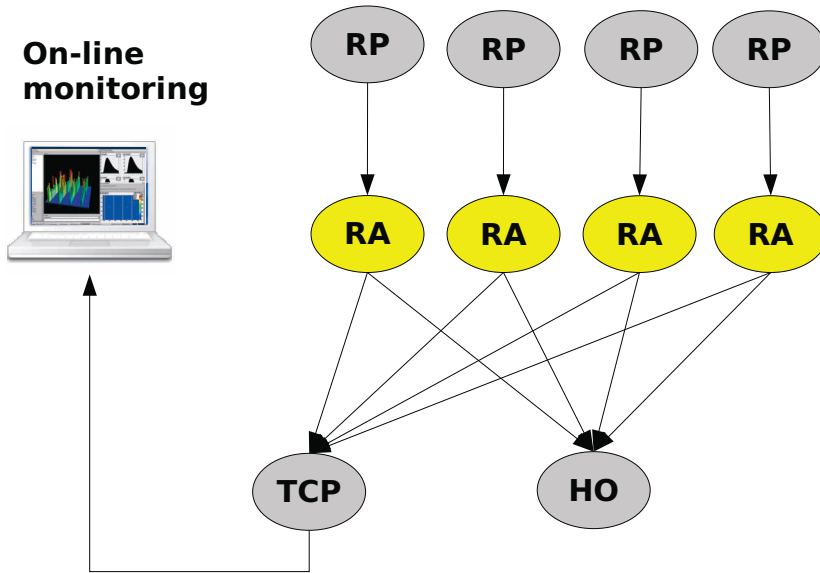 RP RP RP RP
On-line
monitoring
RA RA RA RA
TCP HO